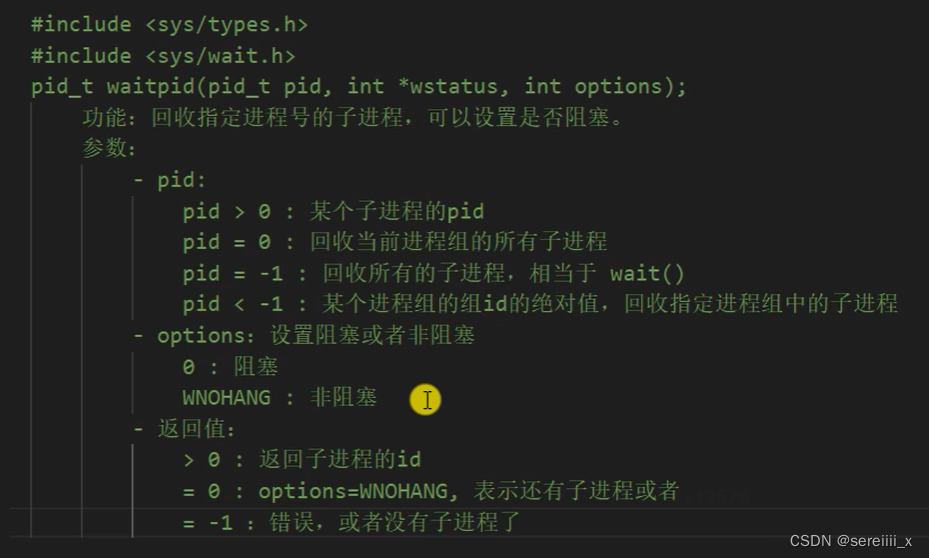 #include <sys/types.h>
#include <sys/wait.h>
pid_t waitpid(pid_t pid, int *wstatus, int options);
功能：回收指定进程号的子进程，可以设置是否阻塞。
参数：
- pid:
pid > 0 : 某个子进程的pid
pid = 0 : 回收当前进程组的所有子进程
pid = -1 : 回收所有的子进程，相当于 wait()
pid < -1 : 某个进程组的组id的绝对值，回收指定进程组中的子进程
- options：设置阻塞或者非阻塞
0 : 阻塞
WNOHANG : 非阻塞
- 返回值：
> 0 : 返回子进程的id
= 0 : options=WNOHANG, 表示还有子进程或者
= -1 : 错误，或者没有子进程了
CSDN @sereiiii_x